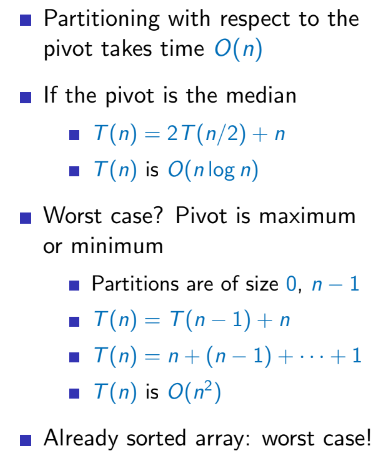 Partitioning with respect to the
pivot takes time O(n)
If the pivot is the median
T(n) = 2T(n/2) + n
T(n) is O(n log n)
Worst case? Pivot is maximum
or minimum
Partitions are of size 0, n − 1
T(n) = T(n − 1) + n
T(n) = n + (n − 1) + ··· + 1
T(n) is O(n²)
Already sorted array: worst case!